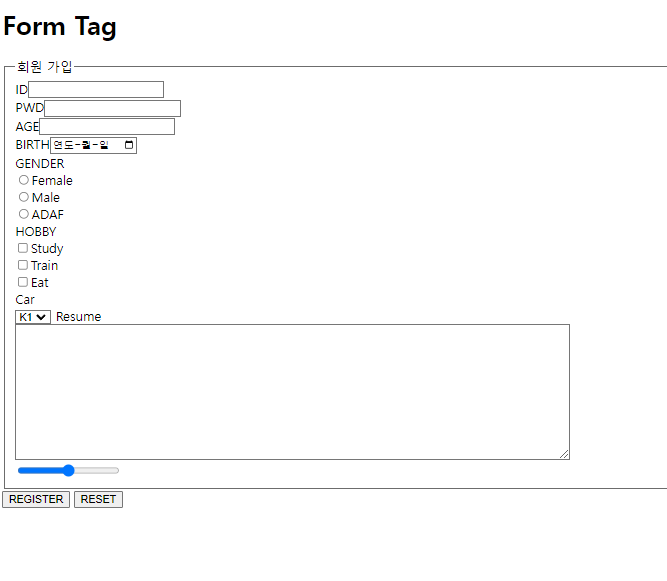 Form Tag
회원 가입
ID
PWD
AGE
BIRTH 연도-월-일
GENDER
Female
Male
ADAF
HOBBY
Study
Train
Eat
Car
K1 Resume
REGISTER RESET